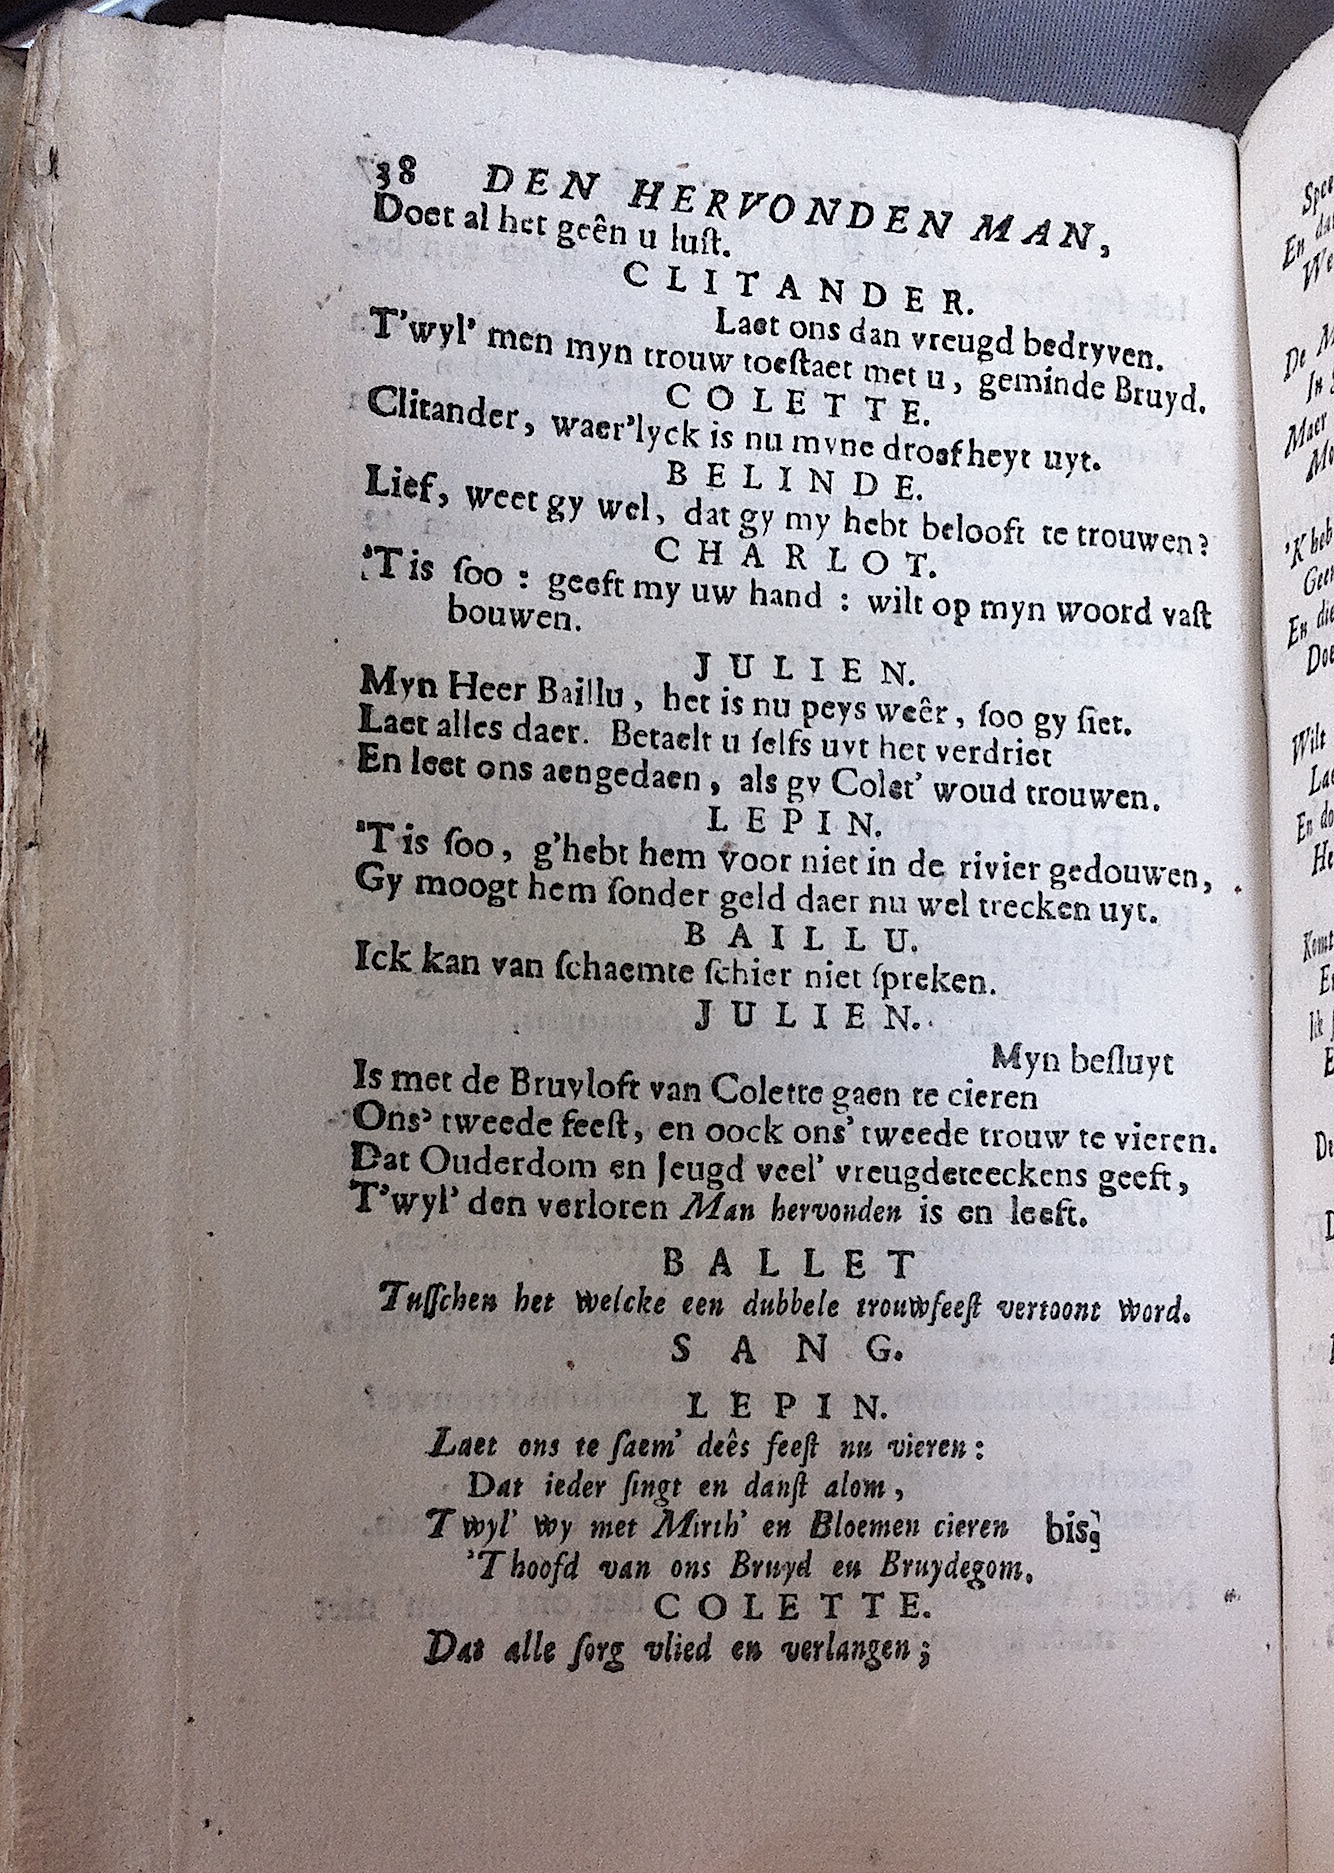 38 DEN HERVONDEN MAN,
Doet al het geên u luſt.
CLITANDER.
Laet ons dan vreugd bedryven.
T'wyl' men myn trouw toeſtaet met u, geminde Bruyd.
COLETTE.
Clitander, waer'lyck is nu myne droefheyt uyt.
BELINDE.
Lief, weet gy wel, dat gy my hebt belooft te trouwen?
CHARLOT.
'T is ſoo: geeft my uw hand: wilt op myn woord vaſt
bouwen.
JULIEN.
Myn Heer Baillu, het is nu peys weêr, ſoo gy ſiet.
Laet alles daer. Betaelt u ſelfs uyt het verdriet
En leet ons aengedaen, als gy Colet' woud trouwen.
LEPIN.
'T is ſoo, g'hebt hem voor niet in de rivier gedouwen,
Gy moogt hem ſonder geld daer nu wel trecken uyt.
BAILLU.
Ick kan van ſchaemte ſchier niet ſpreken.
JULIEN.
Myn beſluyt
Is met de Bruyloft van Colette gaen te cieren
Ons' tweede feeſt, en oock ons' tweede trouw te vieren.
Dat Ouderdom en Jeugd veel' vreugdeteeckens geeft,
T'wyl' den verloren Man hervonden is en leeft.
BALLET
Tuſſchen het welcke een dubbele trouwfeeſt vertoont word.
SANG.
LEPIN.
Laet ons te ſaem' deês feeſt nu vieren:
Dat ieder ſingt en danſt alom,
Twyl' wy met Mirth' en Bloemen cieren bis
'T hoofd van ons Bruyd en Bruydegom.
COLETTE.
Dat alle ſorg vlied en verlangen;